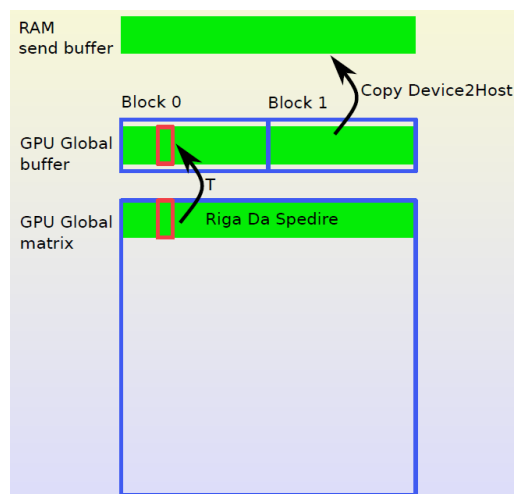 RAM
send buffer
Copy Device2Host
Block 0
Block 1
GPU Global
buffer
T
GPU Global
matrix
Riga Da Spedire